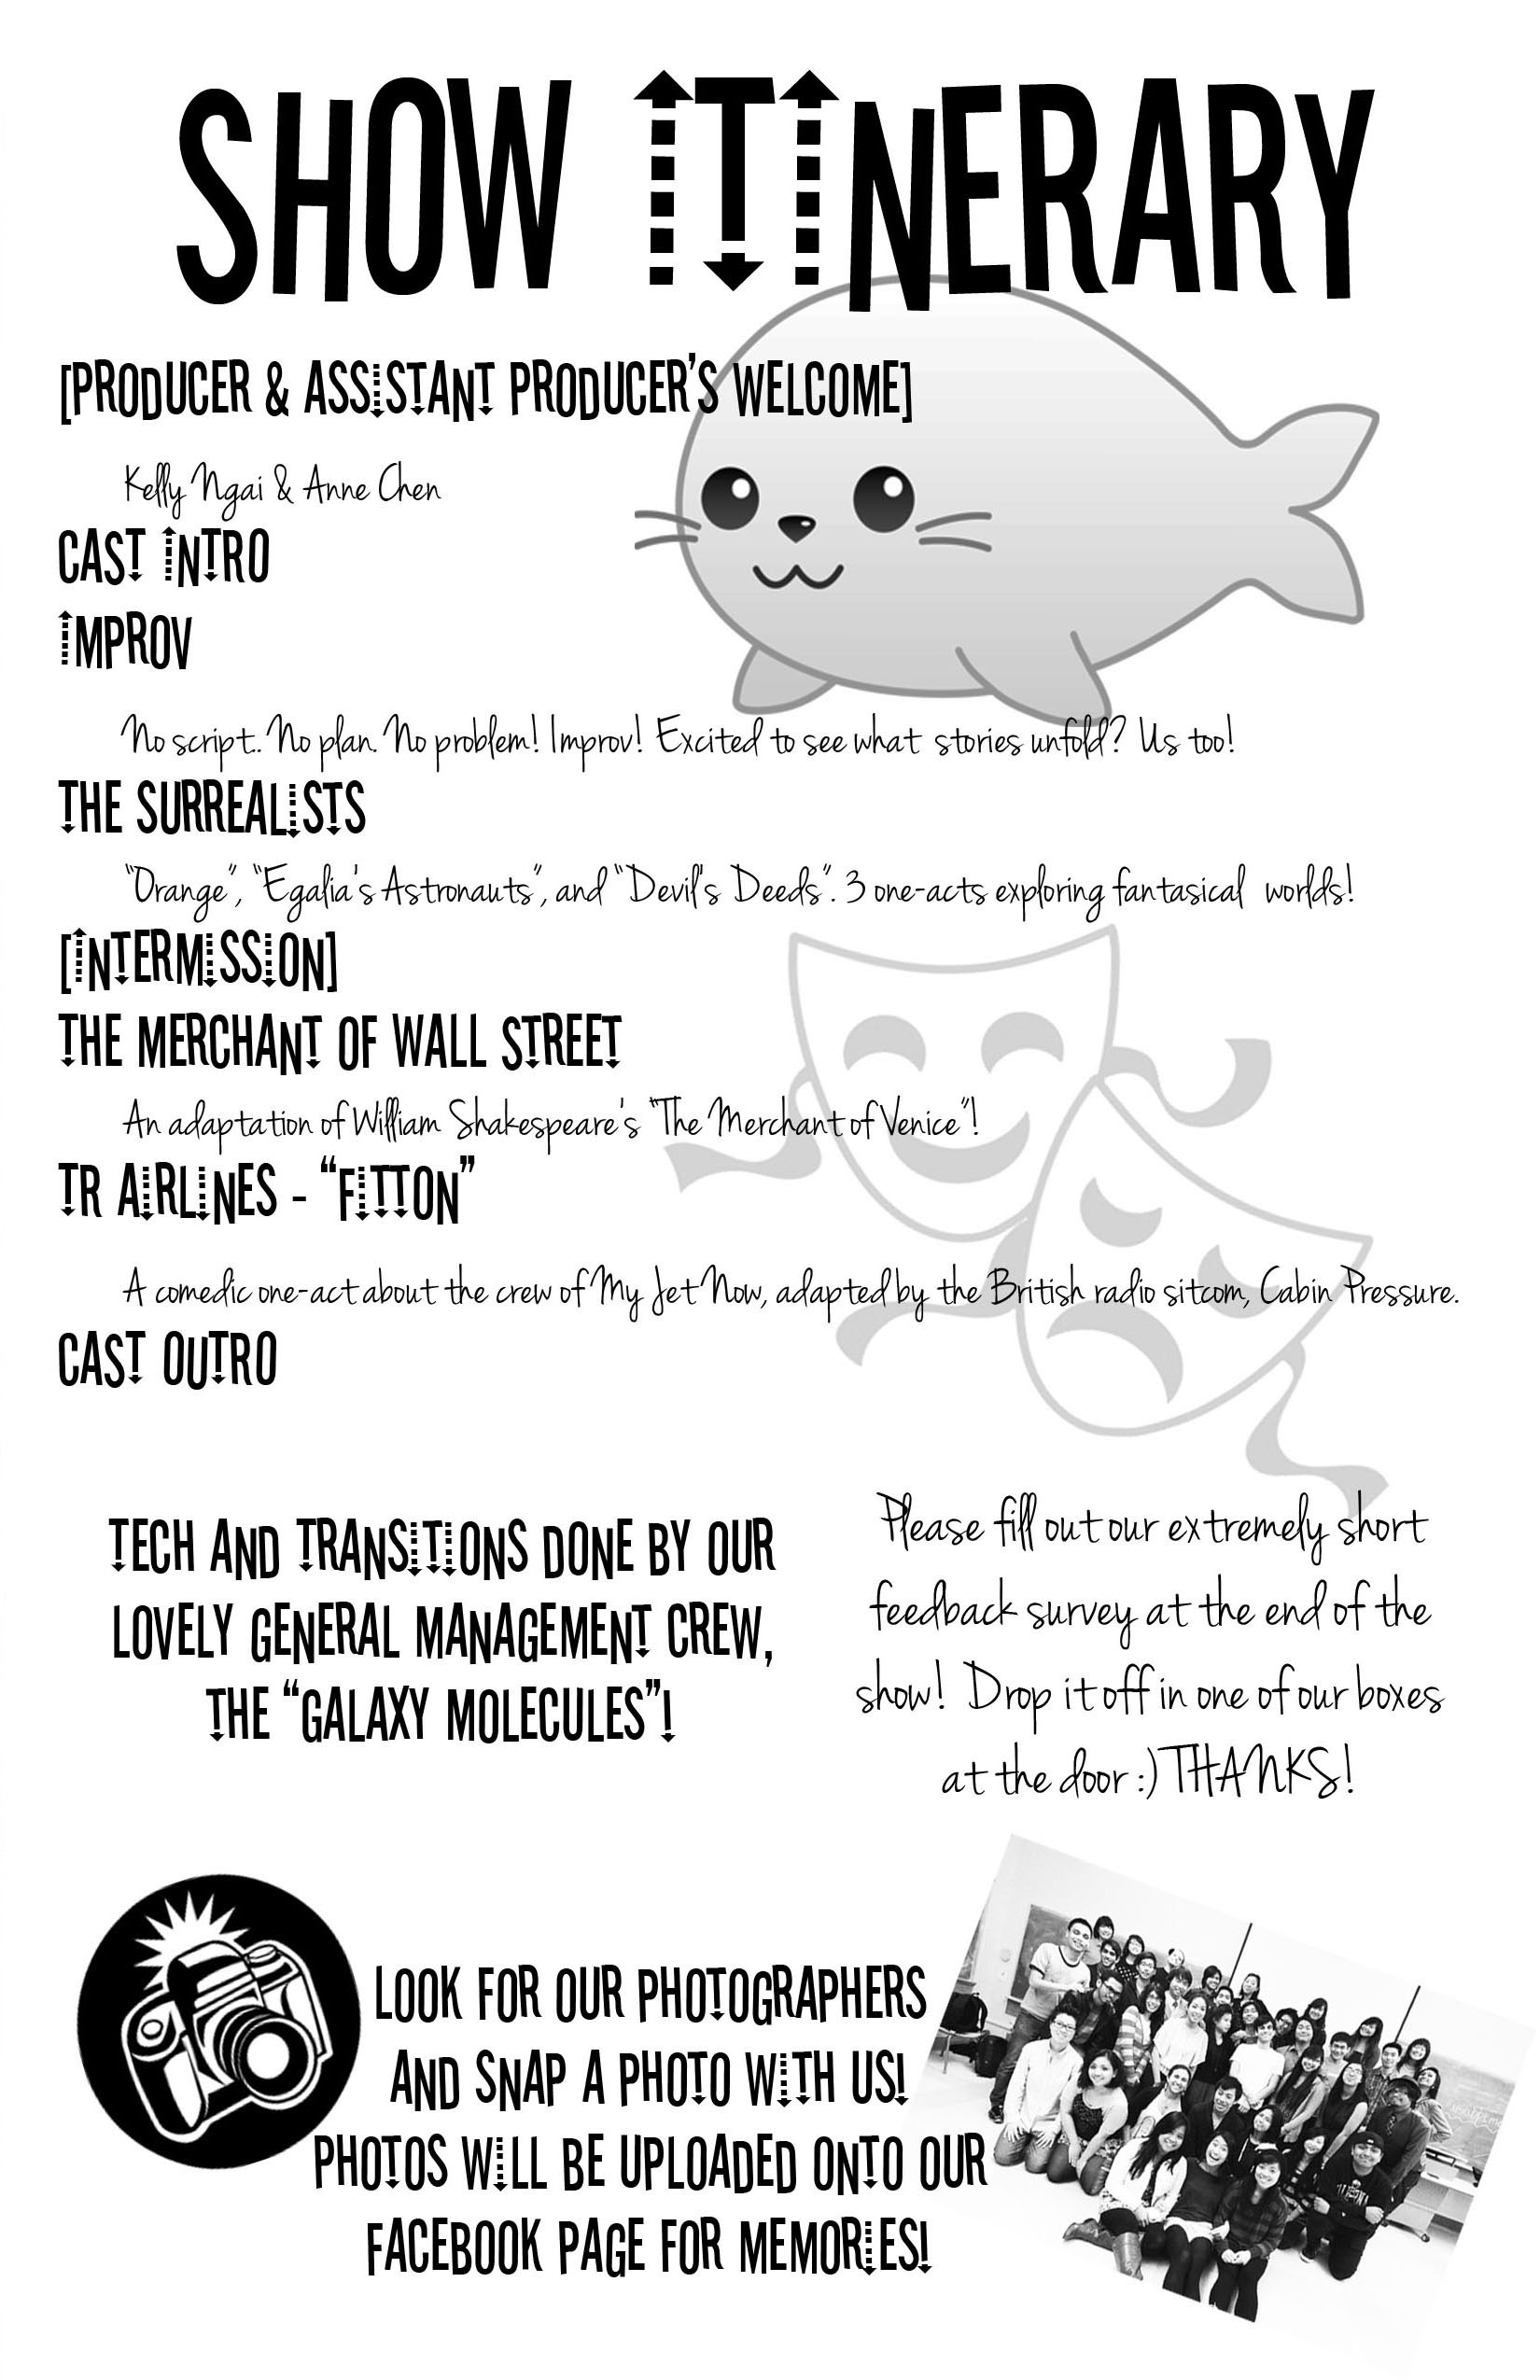 SHOW ITINERARY
[PRODUCER & ASSISTANT PRODUCER'S WELCOME]
Kelly Ngai & Anne Chen
CAST INTRO
IMPROV
No script.. No plan. No problem! Improv! Excited to see what stories unfold? Us too!
THE SURREALISTS
"Orange", "Egalia's Astronauts", and "Devil's Deeds". 3 one-acts exploring fantasical worlds!
[INTERMISSION]
THE MERCHANT OF WALL STREET
An adaptation of William Shakespeare's "The Merchant of Venice"!
TR AIRLINES - "FITTON"
A comedic one-act about the crew of My Jet Now, adapted by the British radio sitcom, Cabin Pressure.
CAST OUTRO
TECH AND TRANSITIONS DONE BY OUR
LOVELY GENERAL MANAGEMENT CREW,
THE "GALAXY MOLECULES"!
Please fill out our extremely short
feedback survey at the end of the
show! Drop it off in one of our boxes
at the door :) THANKS!
LOOK FOR OUR PHOTOGRAPHERS
AND SNAP A PHOTO WITH US!
PHOTOS WILL BE UPLOADED ONTO OUR
FACEBOOK PAGE FOR MEMORIES!